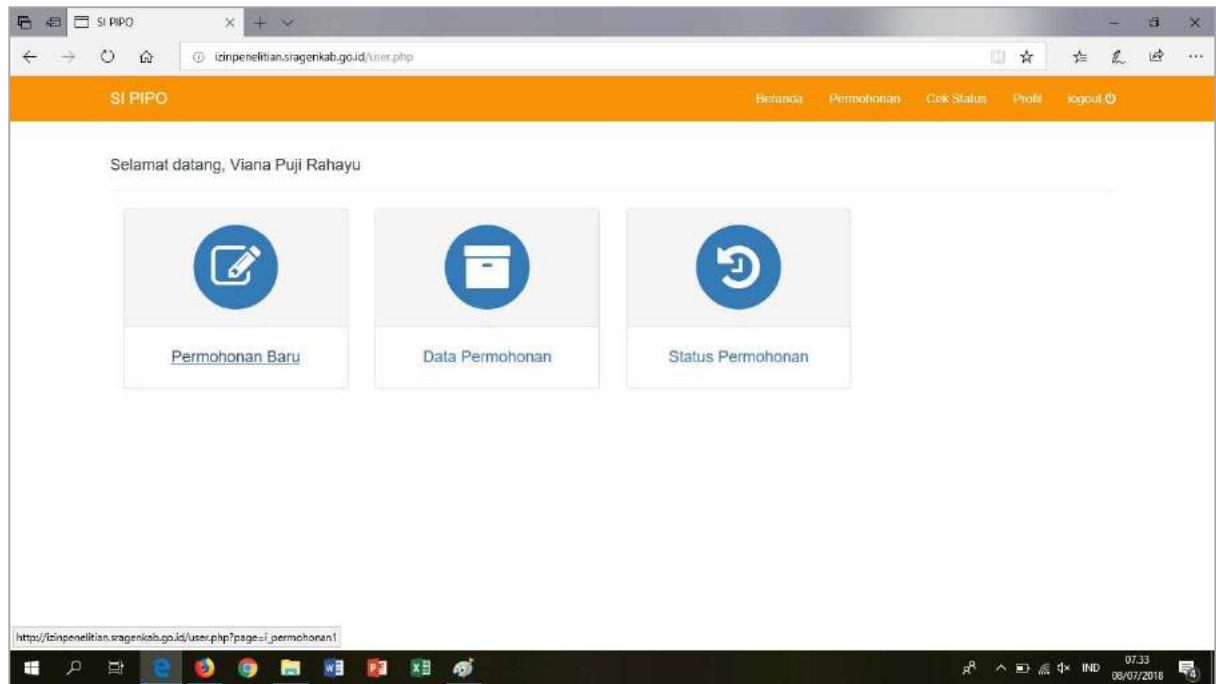 SI PIPO
izinpenelitian.sragenkab.go.id/user.php
SI PIPO
Beranda Permohonan Cek Status Profil logout
Selamat datang, Viana Puji Rahayu
Permohonan Baru Data Permohonan Status Permohonan
http://izinpenelitian.sragenkab.go.id/user.php?page=i_permohonan1
IND
07.33
08/07/2018
4